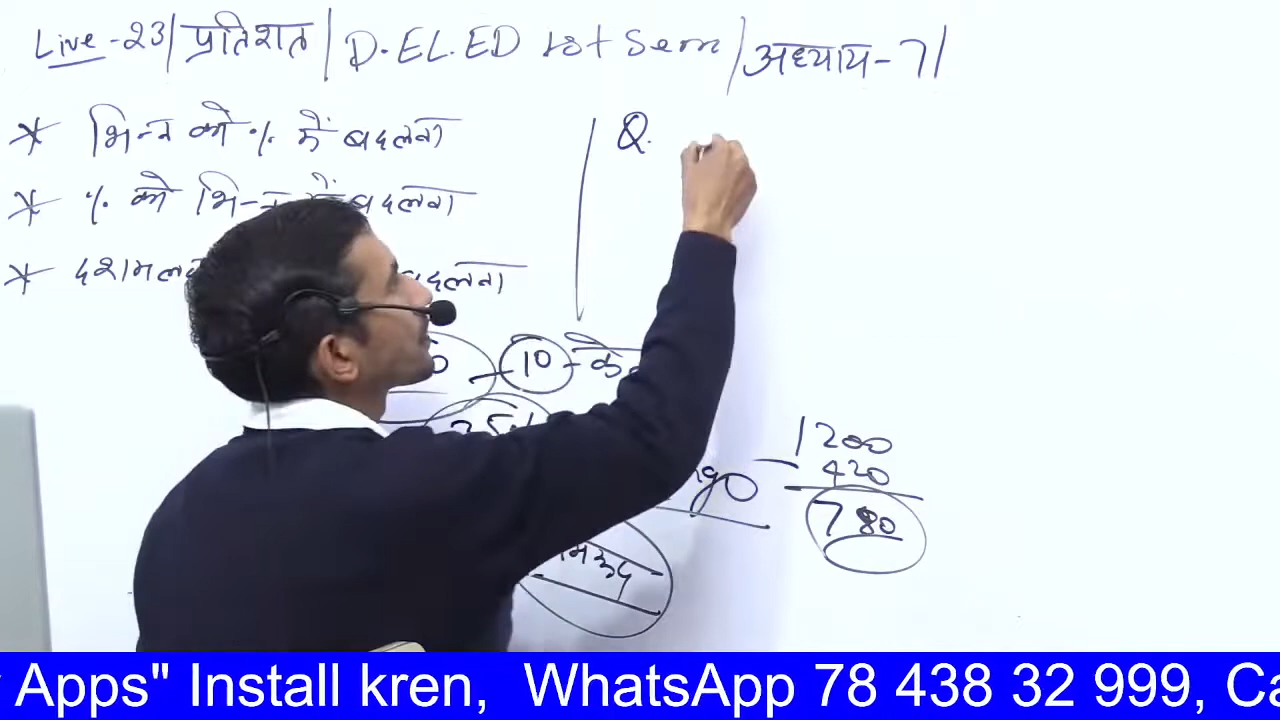 Live-23 | प्रतिशत | D.EL.ED 1st Sem | अध्याय-7 |
* भिन्न को % में बदलना
* % को भिन्न में बदलना
* दशमलव बदलना
Q.
10
1200
420
780
Apps" Install kren, WhatsApp 78 438 32 999, Ca